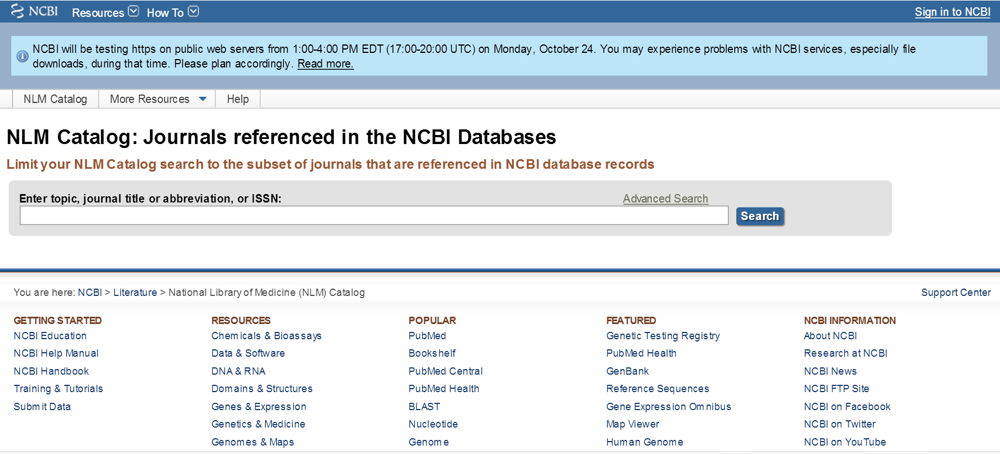 NCBI Resources How To Sign in to NCBI
NCBI will be testing https on public web servers from 1:00-4:00 PM EDT (17:00-20:00 UTC) on Monday, October 24. You may experience problems with NCBI services, especially file
downloads, during that time. Please plan accordingly. Read more.
NLM Catalog More Resources Help
NLM Catalog: Journals referenced in the NCBI Databases
Limit your NLM Catalog search to the subset of journals that are referenced in NCBI database records
Enter topic, journal title or abbreviation, or ISSN: Advanced Search
Search
You are here: NCBI > Literature > National Library of Medicine (NLM) Catalog Support Center
GETTING STARTED
NCBI Education
NCBI Help Manual
NCBI Handbook
Training & Tutorials
Submit Data
RESOURCES
Chemicals & Bioassays
Data & Software
DNA & RNA
Domains & Structures
Genes & Expression
Genetics & Medicine
Genomes & Maps
POPULAR
PubMed
Bookshelf
PubMed Central
PubMed Health
BLAST
Nucleotide
Genome
FEATURED
Genetic Testing Registry
PubMed Health
GenBank
Reference Sequences
Gene Expression Omnibus
Map Viewer
Human Genome
NCBI INFORMATION
About NCBI
Research at NCBI
NCBI News
NCBI FTP Site
NCBI on Facebook
NCBI on Twitter
NCBI on YouTube